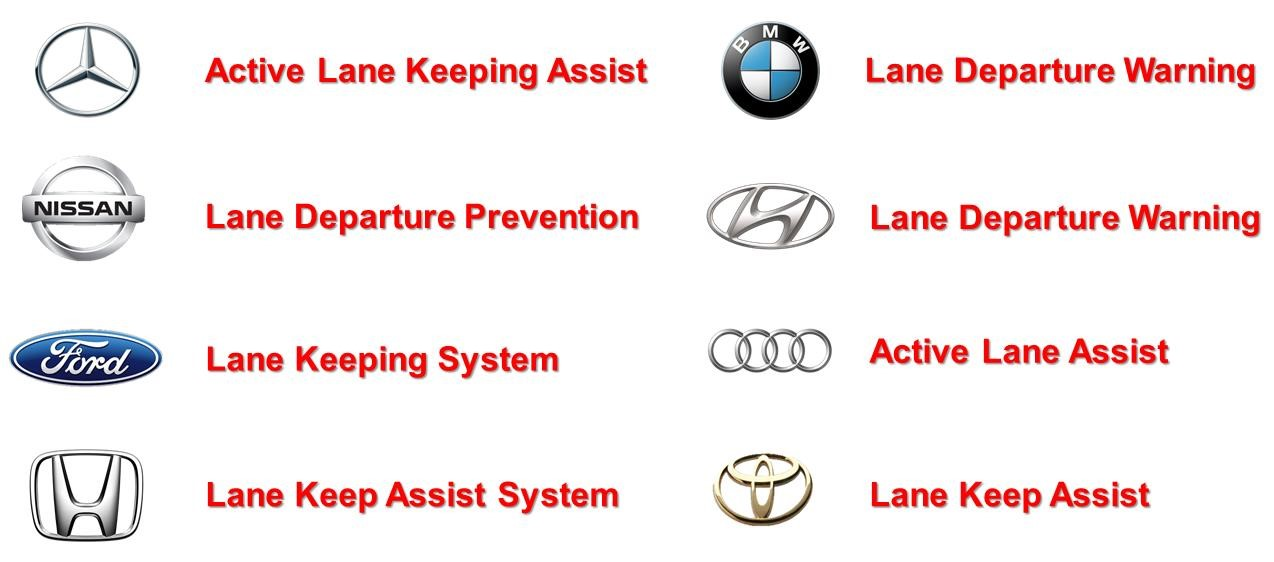 Active Lane Keeping Assist
BMW
Lane Departure Warning
NISSAN
Lane Departure Prevention
Lane Departure Warning
Ford
Lane Keeping System
Active Lane Assist
Lane Keep Assist System
Lane Keep Assist